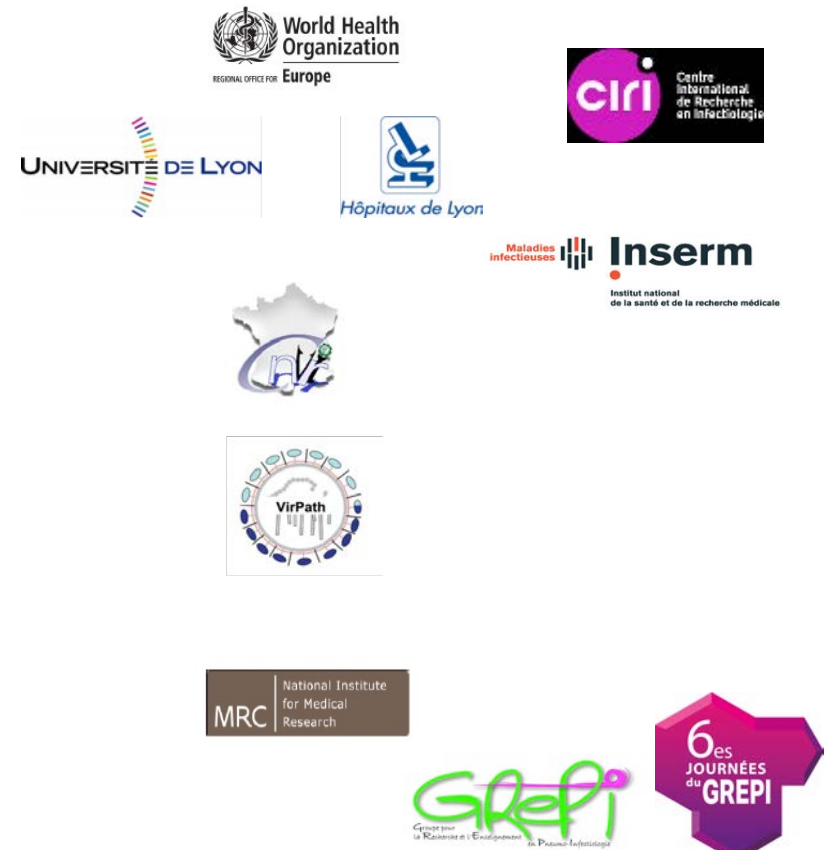 World Health
Organization
REGIONAL OFFICE FOR Europe
CIrI
Centre
International
de Recherche
en Infectiologie
UNIVERSITÉ DE LYON
Hôpitaux de Lyon
Maladies
infectieuses
Inserm
Institut national
de la santé et de la recherche médicale
VirPath
MRC
National Institute
for Medical
Research
GRePI
Groupe pour
la Recherche et l'Enseignement
en Pneumo-Infectiologie
6es
JOURNÉES
du GREPI